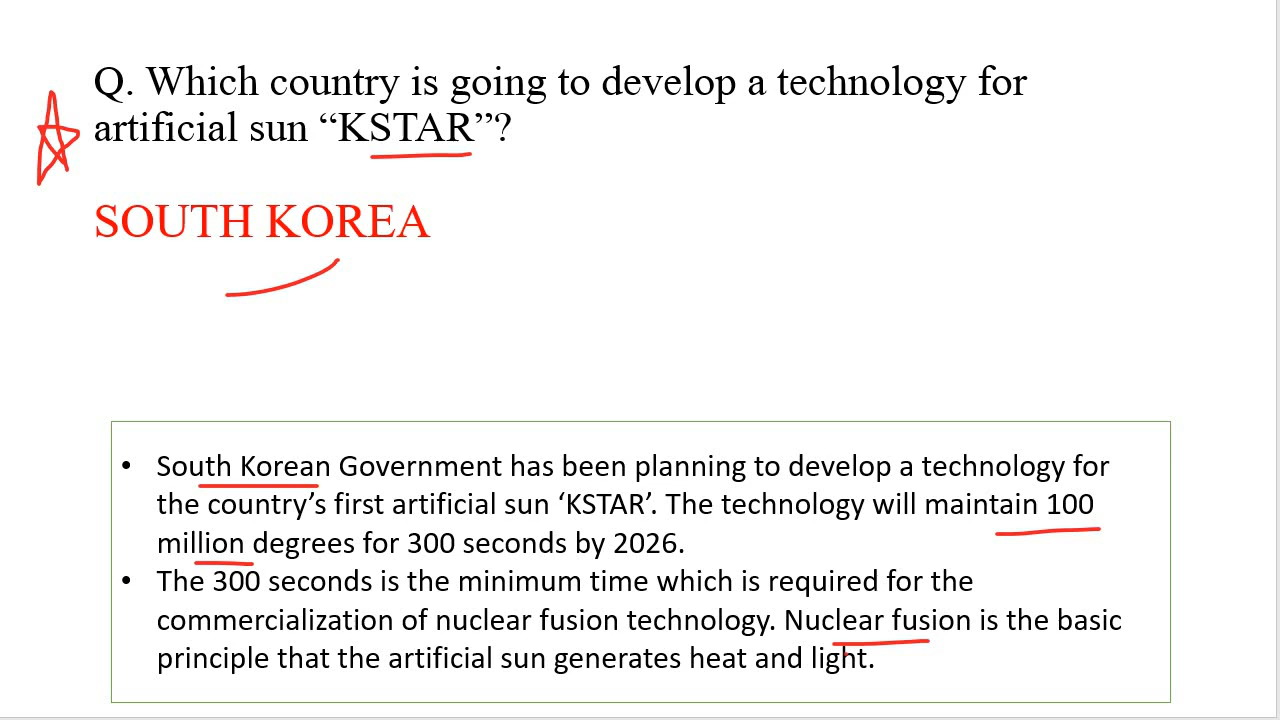 Q. Which country is going to develop a technology for
artificial sun “KSTAR”?
SOUTH KOREA
• South Korean Government has been planning to develop a technology for
the country’s first artificial sun ‘KSTAR’. The technology will maintain 100
million degrees for 300 seconds by 2026.
• The 300 seconds is the minimum time which is required for the
commercialization of nuclear fusion technology. Nuclear fusion is the basic
principle that the artificial sun generates heat and light.